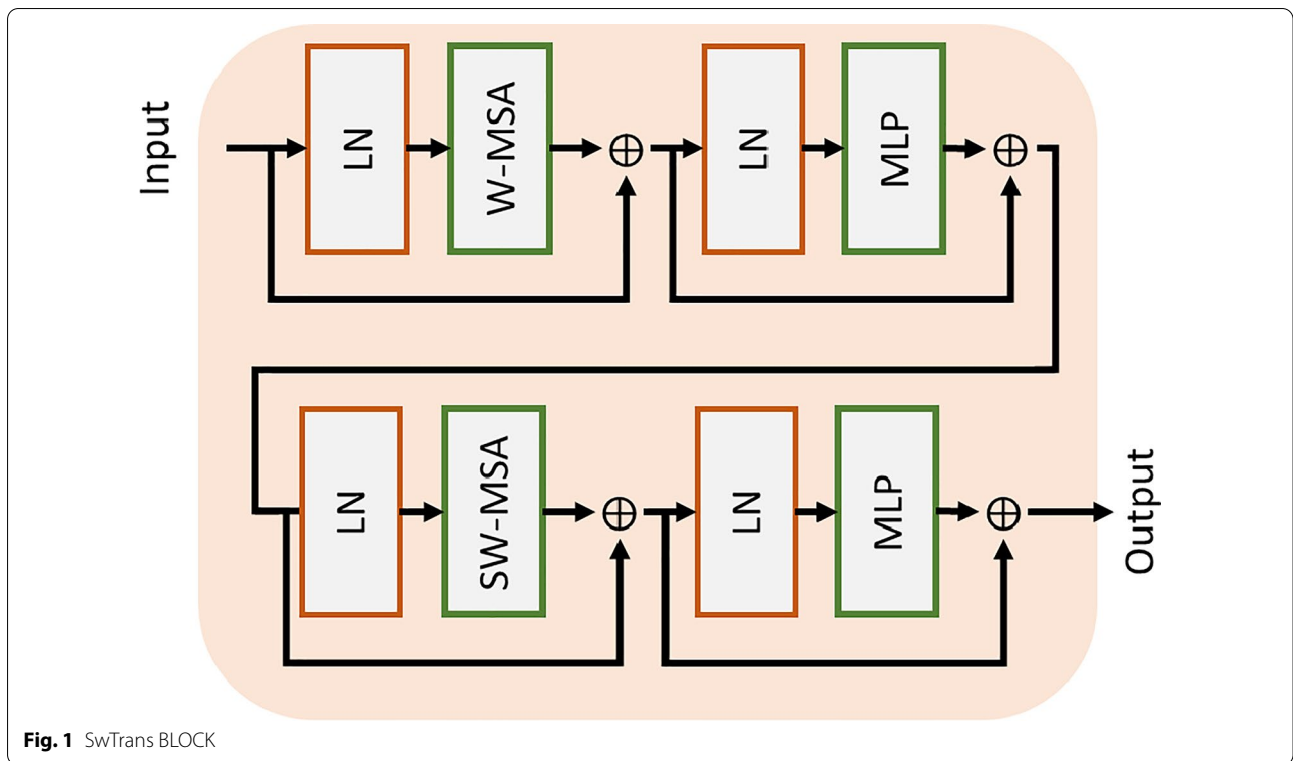 Input
LN
W-MSA
LN
MLP
LN
SW-MSA
LN
MLP
Output
Fig. 1 SwTrans BLOCK